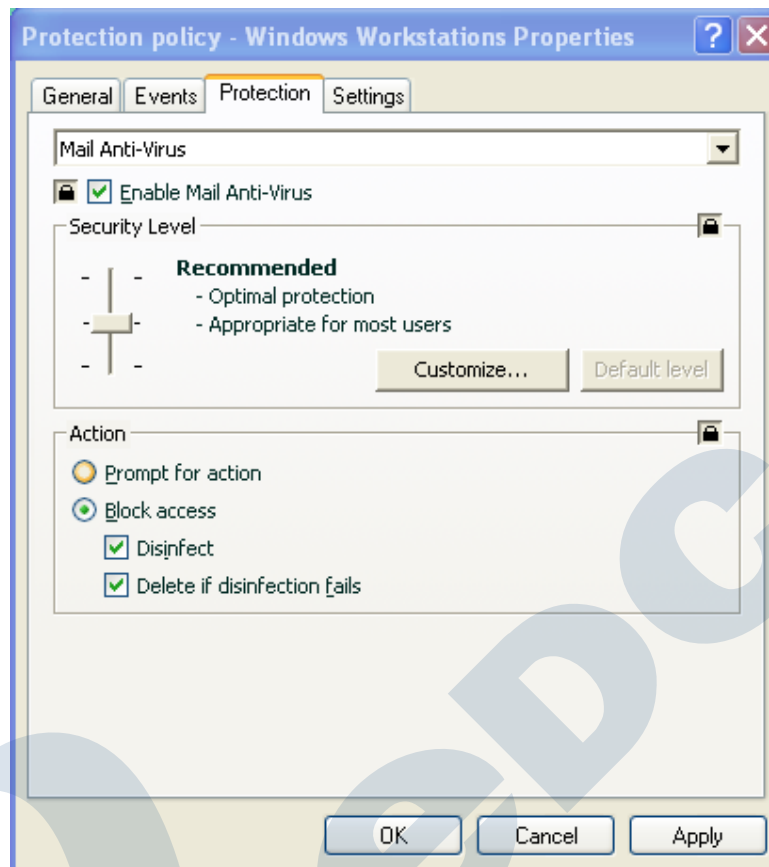 Protection policy - Windows Workstations Properties
General Events Protection Settings
Mail Anti-Virus
Enable Mail Anti-Virus
Security Level
Recommended
- Optimal protection
- Appropriate for most users
Customize... Default level
Action
Prompt for action
Block access
Disinfect
Delete if disinfection fails
OK Cancel Apply